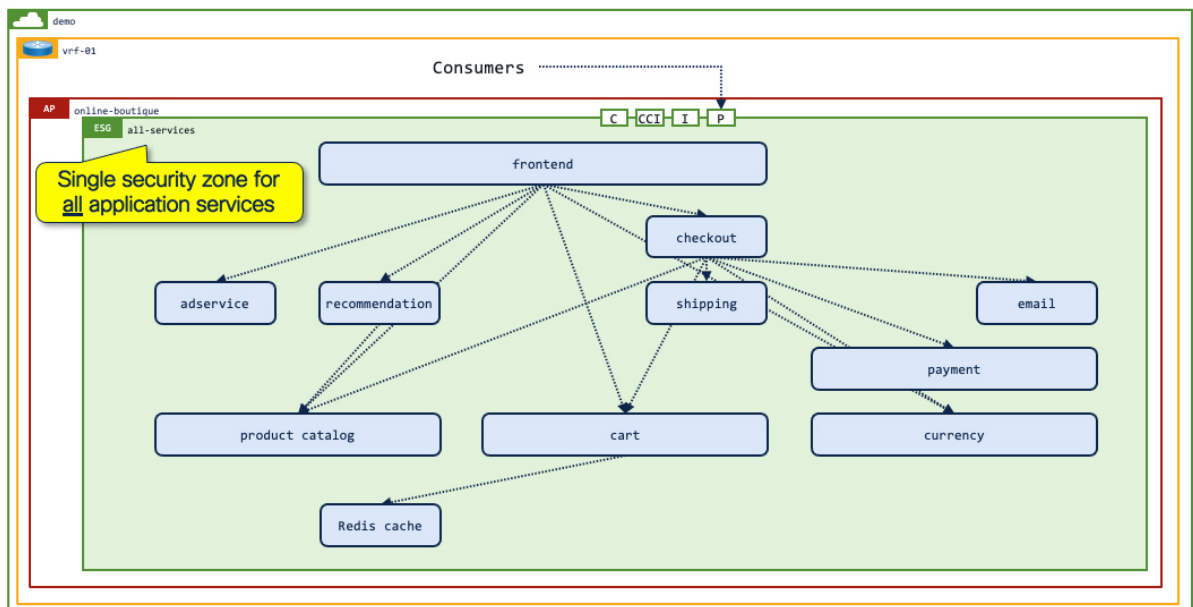 demo
vrf-01
Consumers
AP
online-boutique
C
CCI
I
P
ESG
all-services
frontend
Single security zone for
all application services
checkout
adservice
recommendation
shipping
email
payment
product catalog
cart
currency
Redis cache